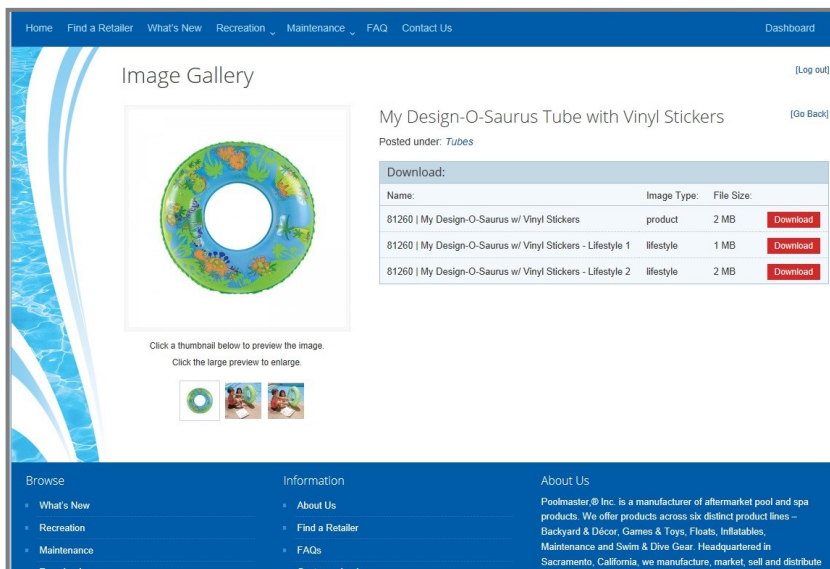 Home Find a Retailer What's New Recreation Maintenance FAQ Contact Us Dashboard
Image Gallery
[Log out]
My Design-O-Saurus Tube with Vinyl Stickers
[Go Back]
Posted under: Tubes
Download:
Name: Image Type: File Size:
81260 | My Design-O-Saurus w/ Vinyl Stickers product 2 MB Download
81260 | My Design-O-Saurus w/ Vinyl Stickers - Lifestyle 1 lifestyle 1 MB Download
81260 | My Design-O-Saurus w/ Vinyl Stickers - Lifestyle 2 lifestyle 2 MB Download
Click a thumbnail below to preview the image.
Click the large preview to enlarge.
Browse
What's New
Recreation
Maintenance
Information
About Us
Find a Retailer
FAQs
About Us
Poolmaster,® Inc. is a manufacturer of aftermarket pool and spa
products. We offer products across six distinct product lines –
Backyard & Décor, Games & Toys, Floats, Inflatables,
Maintenance and Swim & Dive Gear. Headquartered in
Sacramento, California, we manufacture, market, sell and distribute